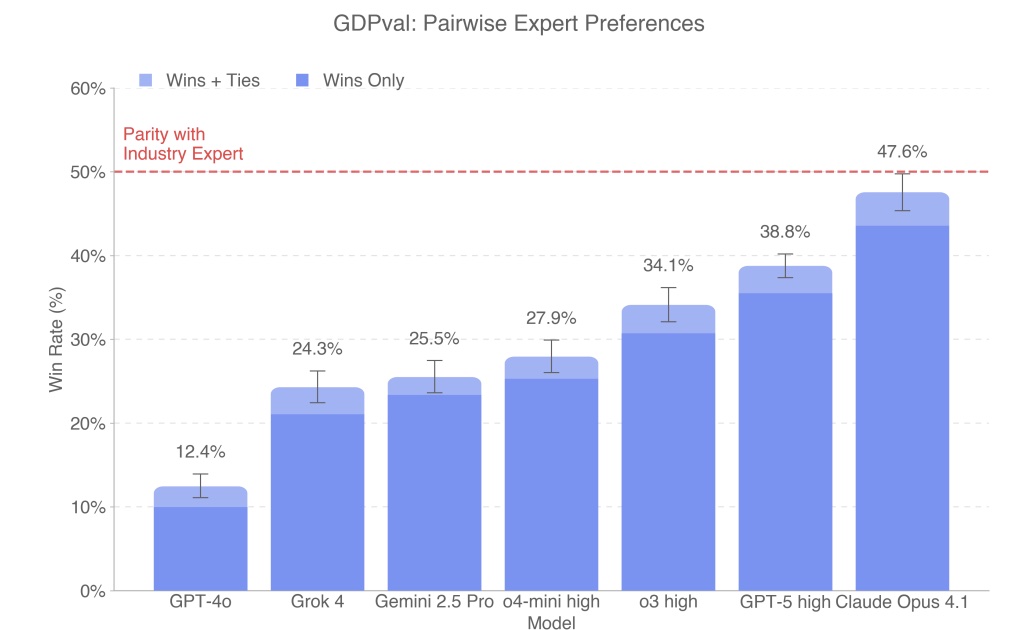 GDPval: Pairwise Expert Preferences
Wins + Ties
Wins Only
60%
Parity with
Industry Expert
50%
40%
30%
20%
10%
0%
Win Rate (%)
12.4%
24.3%
25.5%
27.9%
34.1%
38.8%
47.6%
GPT-4o
Grok 4
Gemini 2.5 Pro
o4-mini high
o3 high
GPT-5 high
Claude Opus 4.1
Model